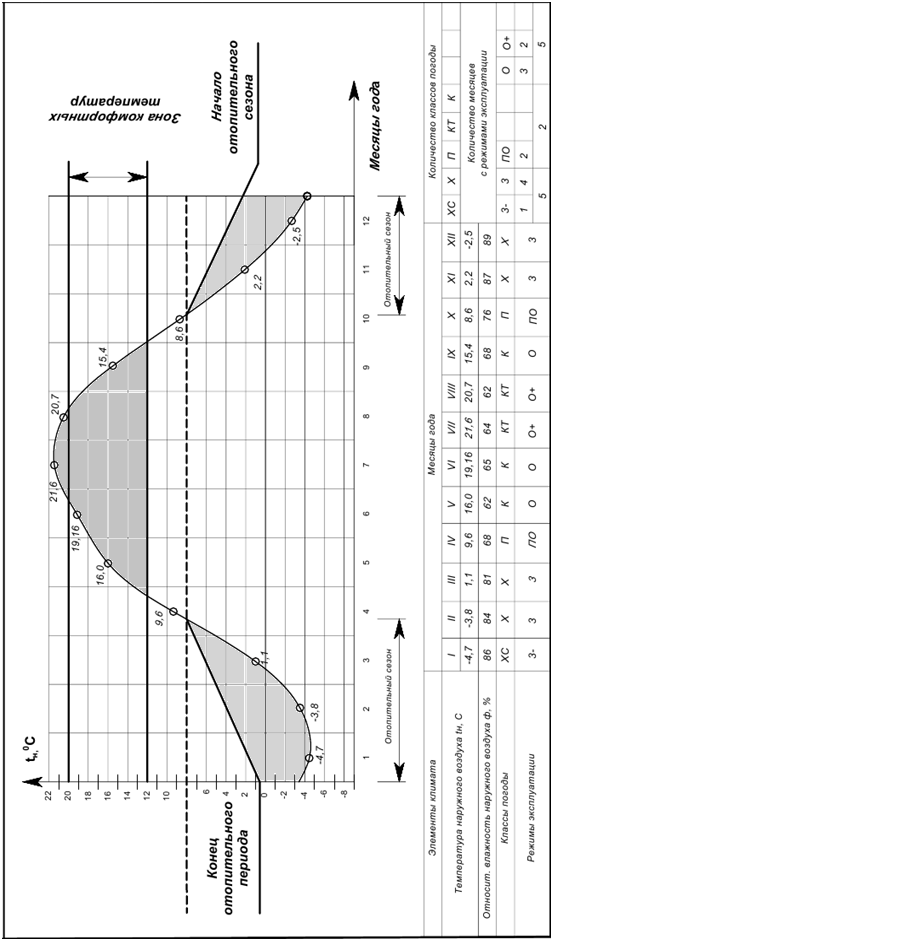 tн, ⁰С
22
20
18
16
14
12
10
8
6
4
2
0
-2
-4
-6
-8
Зона комфортных
температур
Начало
отопительного
сезона
Месяцы года
Конец
отопительного
периода
-4,7
-3,8
1,1
9,6
16,0
19,16
21,6
20,7
15,4
8,6
2,2
-2,5
1 2 3 4 5 6 7 8 9 10 11 12
Отопительный сезон
Отопительный сезон
Элементы климата Месяцы года Количество классов погоды
I II III IV V VI VII VIII IX X XI XII ХС Х П КТ К
Температура наружного воздуха tн, С -4,7 -3,8 1,1 9,6 16,0 19,16 21,6 20,7 15,4 8,6 2,2 -2,5
Количество месяцев
с режимами эксплуатации
Относит. влажность наружного воздуха ф, % 86 84 81 68 62 65 64 62 68 76 87 89
Классы погоды ХС Х Х П К К КТ КТ К П Х Х З- З ПО О О+
Режимы эксплуатации З- З З ПО О О О+ О+ О ПО З З
1 4 2 3 2
5 2 5